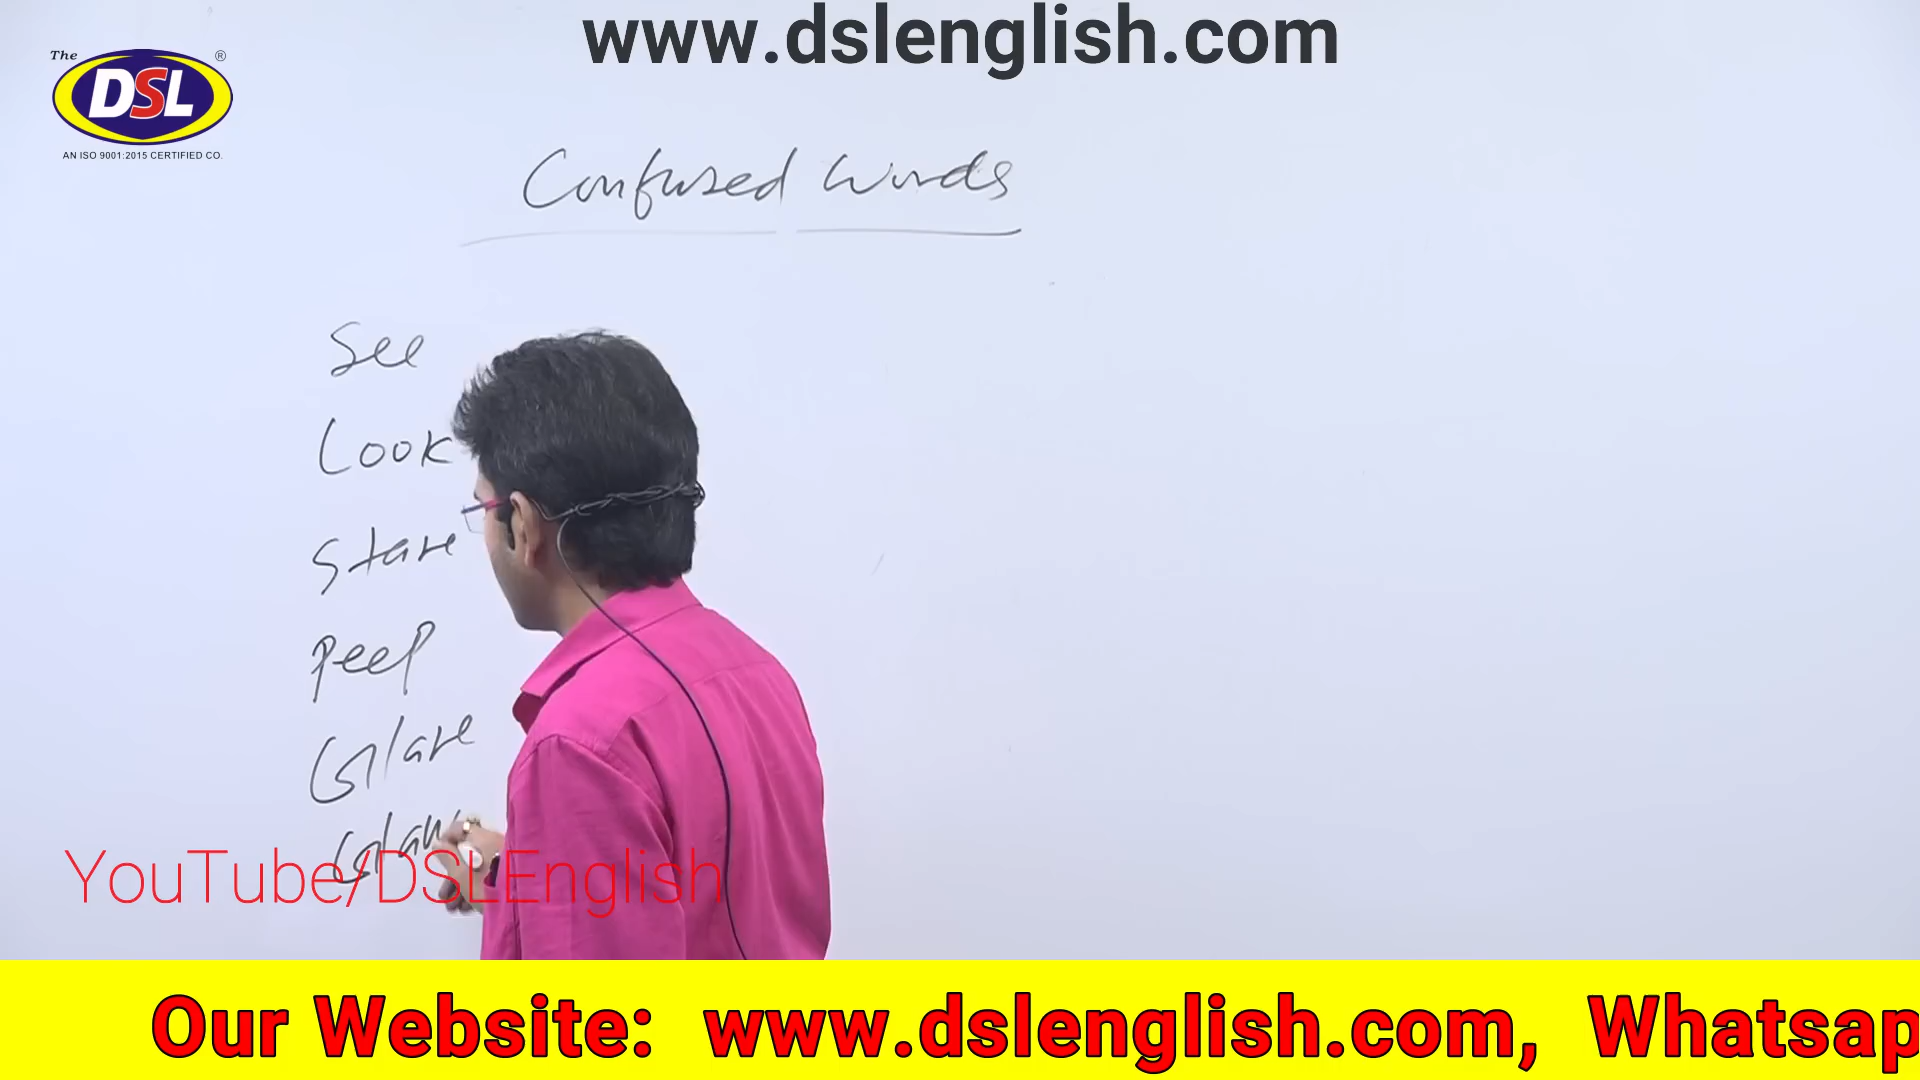 www.dslenglish.com
The
®
DSL
AN ISO 9001:2015 CERTIFIED CO.
Confused Words
See
Look
Stare
Peep
Glare
YouTube/DSLEnglish
Our Website: www.dslenglish.com, Whatsap